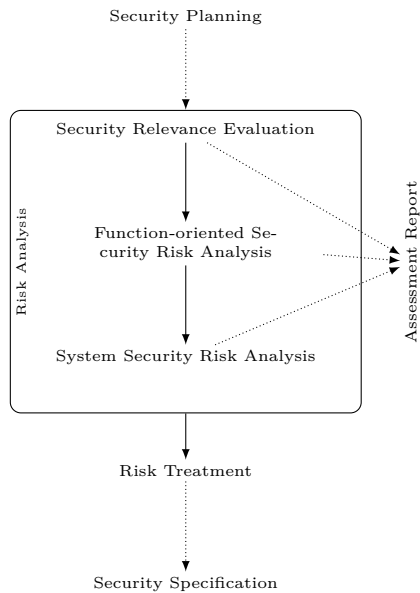 Security Planning
Security Relevance Evaluation
Risk Analysis
Function-oriented Se-
curity Risk Analysis
Assessment Report
System Security Risk Analysis
Risk Treatment
Security Specification